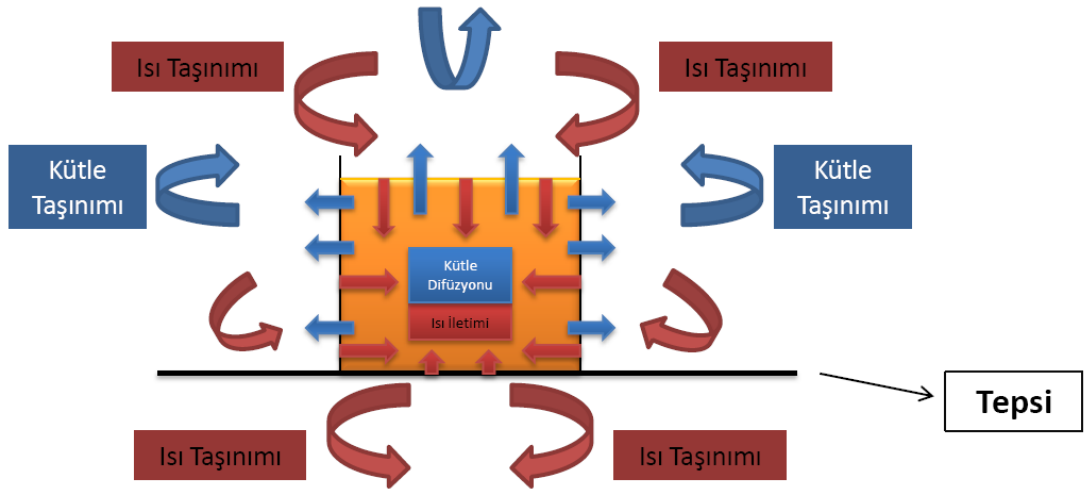 Isı Taşınımı
Isı Taşınımı
Kütle
Taşınımı
Kütle
Taşınımı
Kütle
Difüzyonu
Isı İletimi
Tepsi
Isı Taşınımı
Isı Taşınımı